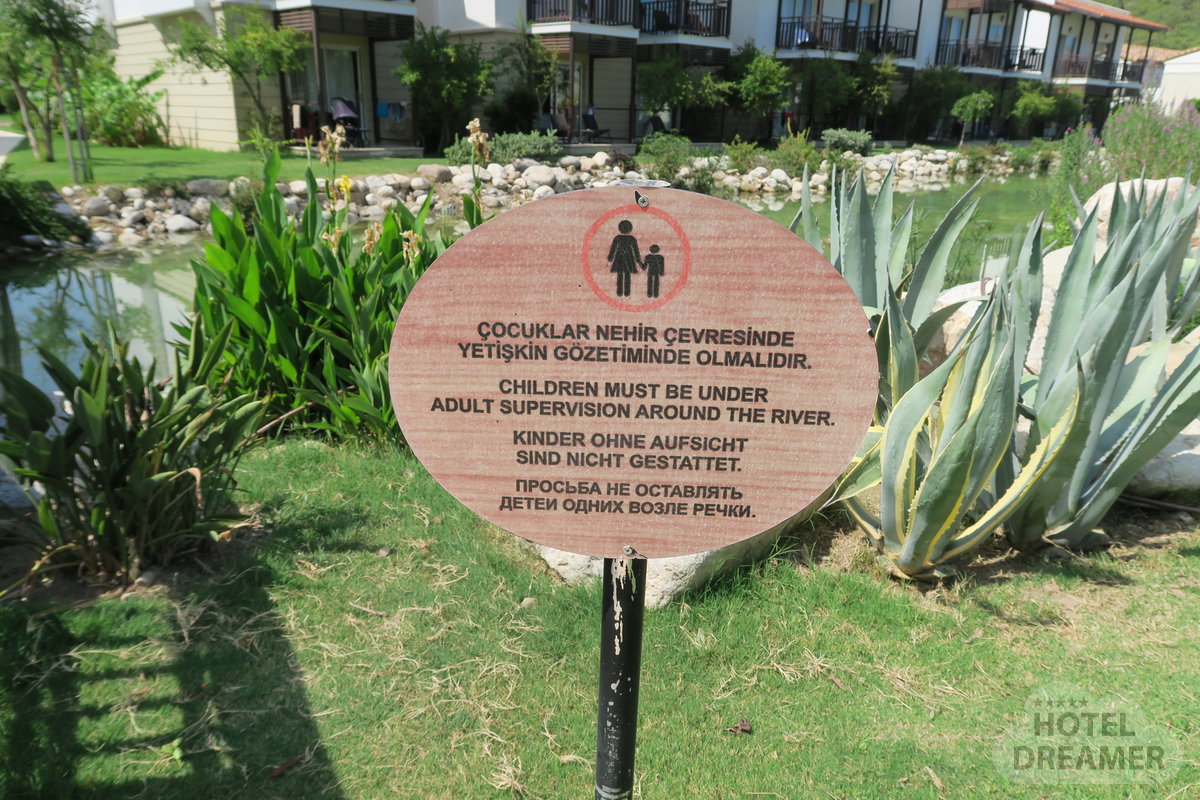 ÇOCUKLAR NEHİR ÇEVRESİNDE
YETİŞKİN GÖZETİMİNDE OLMALIDIR.
CHILDREN MUST BE UNDER
ADULT SUPERVISION AROUND THE RIVER.
KINDER OHNE AUFSICHT
SIND NICHT GESTATTET.
ПРОСЬБА НЕ ОСТАВЛЯТЬ
ДЕТЕИ ОДНИХ ВОЗЛЕ РЕЧКИ.
HOTEL
DREAMER